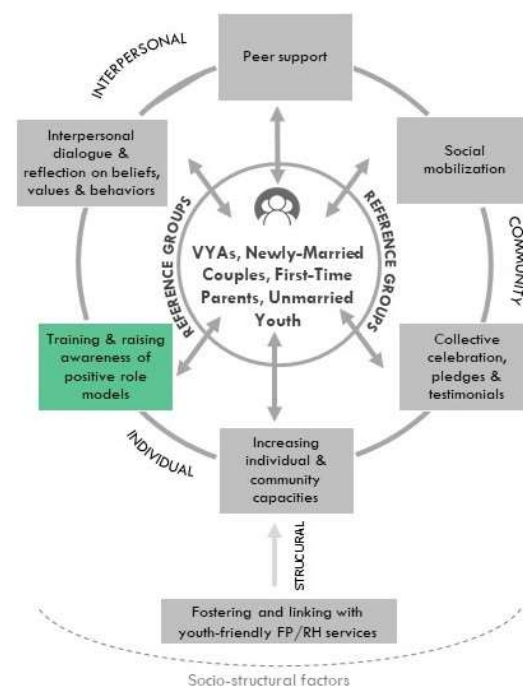 INTERPERSONAL
Peer support
Interpersonal
dialogue &
reflection on beliefs,
values & behaviors
Social
mobilization
REFERENCE GROUPS
REFERENCE GROUPS
COMMUNITY
VYAs, Newly-Married
Couples, First-Time
Parents, Unmarried
Youth
Training & raising
awareness of
positive role
models
Collective
celebration,
pledges &
testimonials
INDIVIDUAL
Increasing
individual &
community
capacities
STRUCURAL
Fostering and linking with
youth-friendly FP/RH services
Socio-structural factors